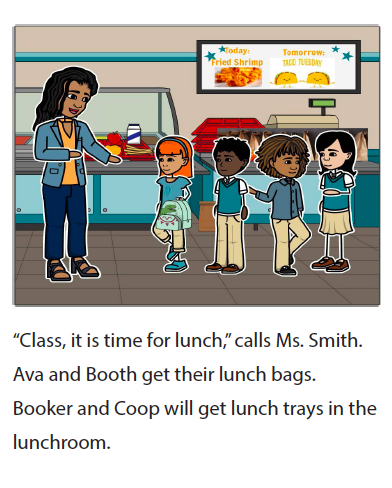 Today:
Fried Shrimp
Tomorrow:
TACO TUESDAY
“Class, it is time for lunch,” calls Ms. Smith.
Ava and Booth get their lunch bags.
Booker and Coop will get lunch trays in the
lunchroom.